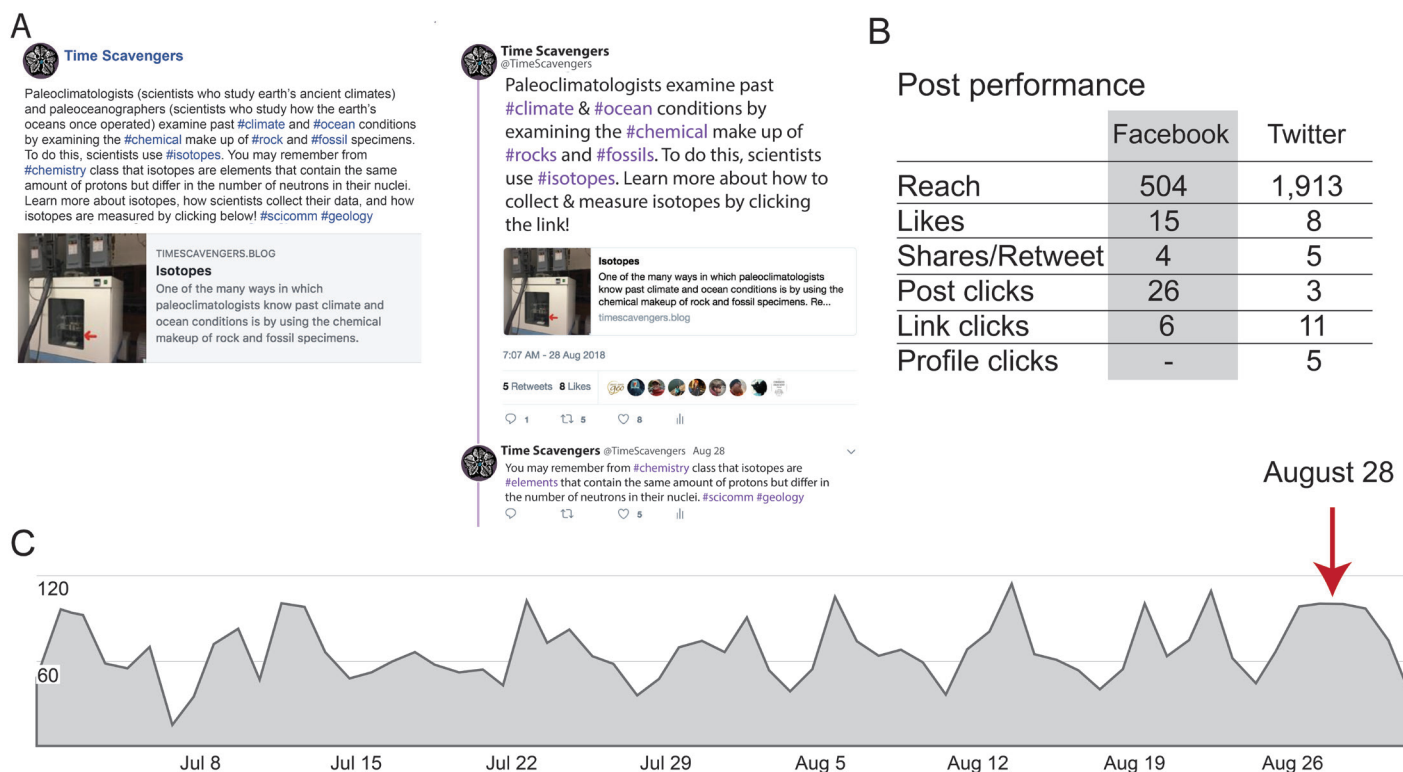 A
Time Scavengers
Paleoclimatologists (scientists who study earth's ancient climates)
and paleoceanographers (scientists who study how the earth's
oceans once operated) examine past #climate and #ocean conditions
by examining the #chemical make up of #rock and #fossil specimens.
To do this, scientists use #isotopes. You may remember from
#chemistry class that isotopes are elements that contain the same
amount of protons but differ in the number of neutrons in their nuclei.
Learn more about isotopes, how scientists collect their data, and how
isotopes are measured by clicking below! #scicomm #geology
TIMESCAVENGERS.BLOG
Isotopes
One of the many ways in which
paleoclimatologists know past climate and
ocean conditions is by using the chemical
makeup of rock and fossil specimens.
Time Scavengers
@TimeScavengers
Paleoclimatologists examine past
#climate & #ocean conditions by
examining the #chemical make up of
#rocks and #fossils. To do this, scientists
use #isotopes. Learn more about how to
collect & measure isotopes by clicking
the link!
Isotopes
One of the many ways in which paleoclimatologists
know past climate and ocean conditions is by using the
chemical makeup of rock and fossil specimens. Re...
timescavengers.blog
7:07 AM - 28 Aug 2018
5 Retweets 8 Likes
1 5 8
Time Scavengers @TimeScavengers Aug 28
You may remember from #chemistry class that isotopes are
#elements that contain the same amount of protons but differ in
the number of neutrons in their nuclei. #scicomm #geology
5
B
Post performance
Facebook Twitter
Reach 504 1,913
Likes 15 8
Shares/Retweet 4 5
Post clicks 26 3
Link clicks 6 11
Profile clicks - 5
August 28
C
120
60
Jul 8 Jul 15 Jul 22 Jul 29 Aug 5 Aug 12 Aug 19 Aug 26